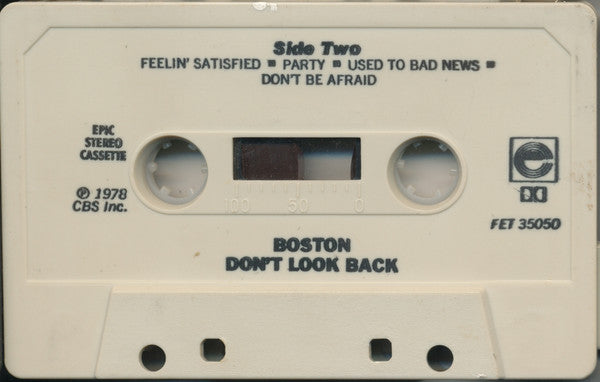 Side Two
FEELIN' SATISFIED ■ PARTY ■ USED TO BAD NEWS ■
DON'T BE AFRAID
EPIC
STEREO
CASSETTE
℗ 1978
CBS Inc.
100 50 0
FET 35050
BOSTON
DON'T LOOK BACK